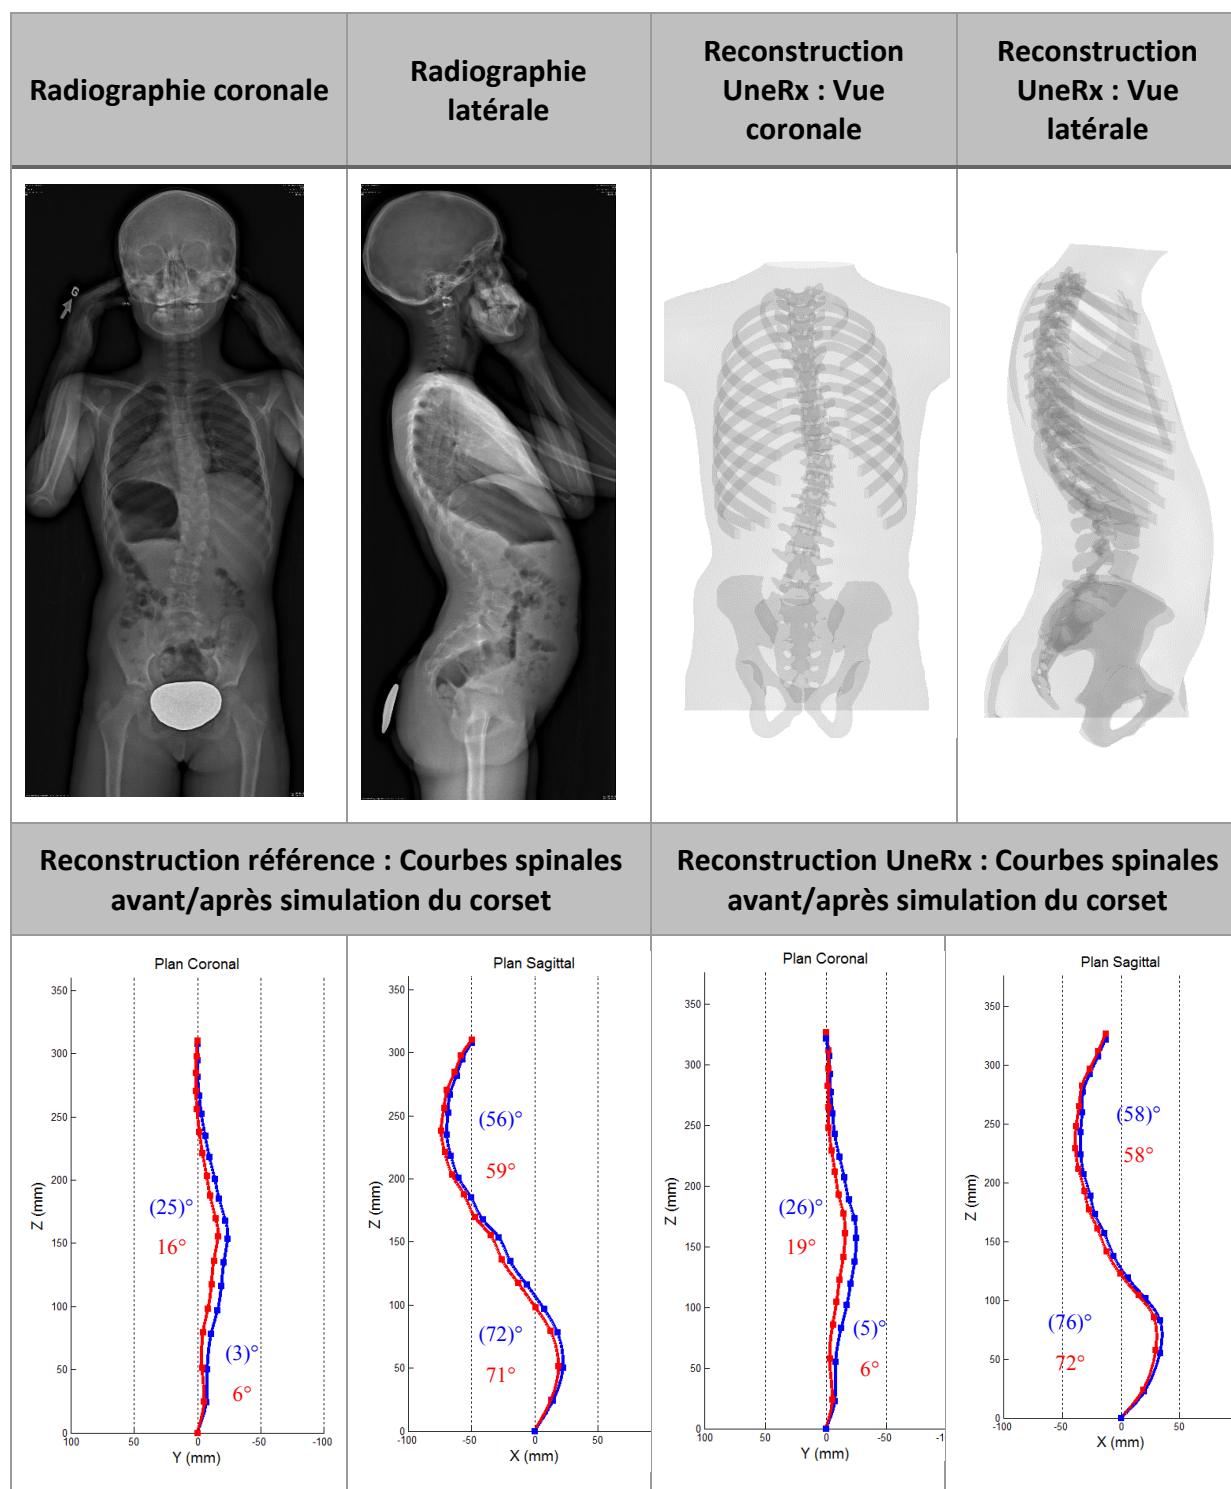 Radiographie coronale
Radiographie
latérale
Reconstruction
UneRx : Vue
coronale
Reconstruction
UneRx : Vue
latérale
G
Reconstruction référence : Courbes spinales
avant/après simulation du corset
Reconstruction UneRx : Courbes spinales
avant/après simulation du corset
Plan Coronal
350
300
250
200
150
100
50
0
Z (mm)
(25)°
16°
(3)°
6°
100
50
0
-50
-100
Y (mm)
Plan Sagittal
350
300
250
200
150
100
50
0
Z (mm)
(56)°
59°
(72)°
71°
-100
-50
0
50
X (mm)
Plan Coronal
350
300
250
200
150
100
50
0
Z (mm)
(26)°
19°
(5)°
6°
100
50
0
-50
-1
Y (mm)
Plan Sagittal
350
300
250
200
150
100
50
0
Z (mm)
(58)°
58°
(76)°
72°
-100
-50
0
50
X (mm)